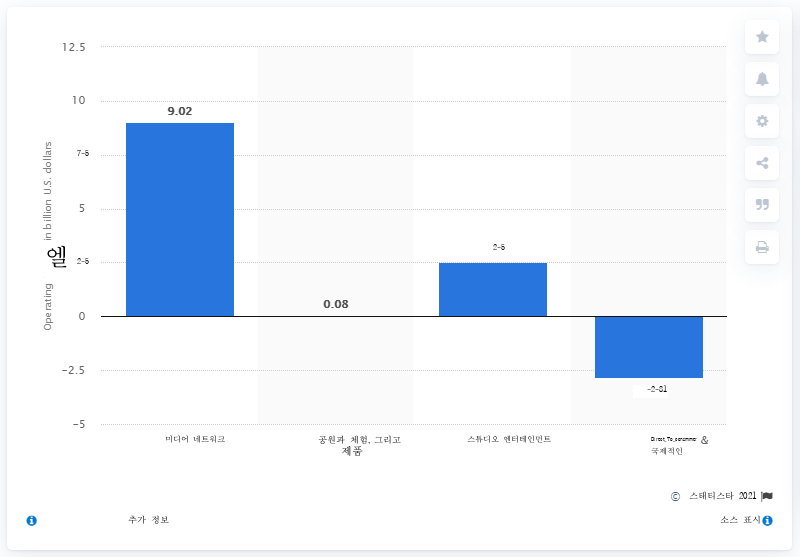 12.5
10
9.02
7-5
in billion U.S. dollars
5
2-5
엘
2-5
Operating
0.08
0
-2.5
-2-81
-5
미디어 네트워크
공원과 체험, 그리고
제품
스튜디오 엔터테인먼트
&
국제적인
© 스태티스타 2021
추가 정보
소스 표시